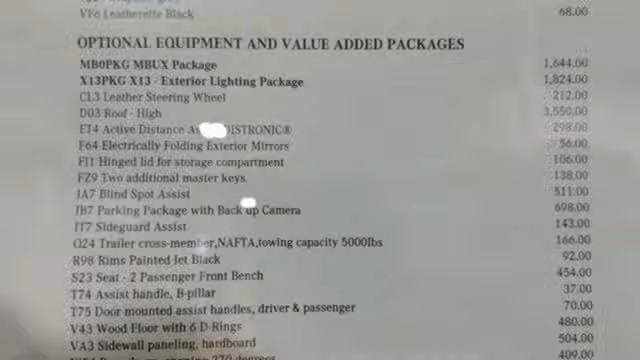 VF6 Leatherette Black 68.00
OPTIONAL EQUIPMENT AND VALUE ADDED PACKAGES
MB0PKG MBUX Package 1,644.00
X13PKG X13 - Exterior Lighting Package 1,824.00
CL3 Leather Steering Wheel 212.00
D03 Roof - High 3,550.00
ET4 Active Distance As DISTRONIC® 298.00
F64 Electrically Folding Exterior Mirrors 56.00
FJ1 Hinged lid for storage compartment 106.00
FZ9 Two additional master keys 138.00
JA7 Blind Spot Assist 511.00
JB7 Parking Package with Back up Camera 698.00
JT7 Sideguard Assist 143.00
Q24 Trailer cross-member,NAFTA,towing capacity 5000lbs 166.00
R98 Rims Painted Jet Black 92.00
S23 Seat - 2 Passenger Front Bench 454.00
T74 Assist handle, B-pillar 37.00
T75 Door mounted assist handles, driver & passenger 70.00
V43 Wood Floor with 6 D-Rings 480.00
VA3 Sidewall paneling, hardboard 504.00
opening 270 degrees 409.00